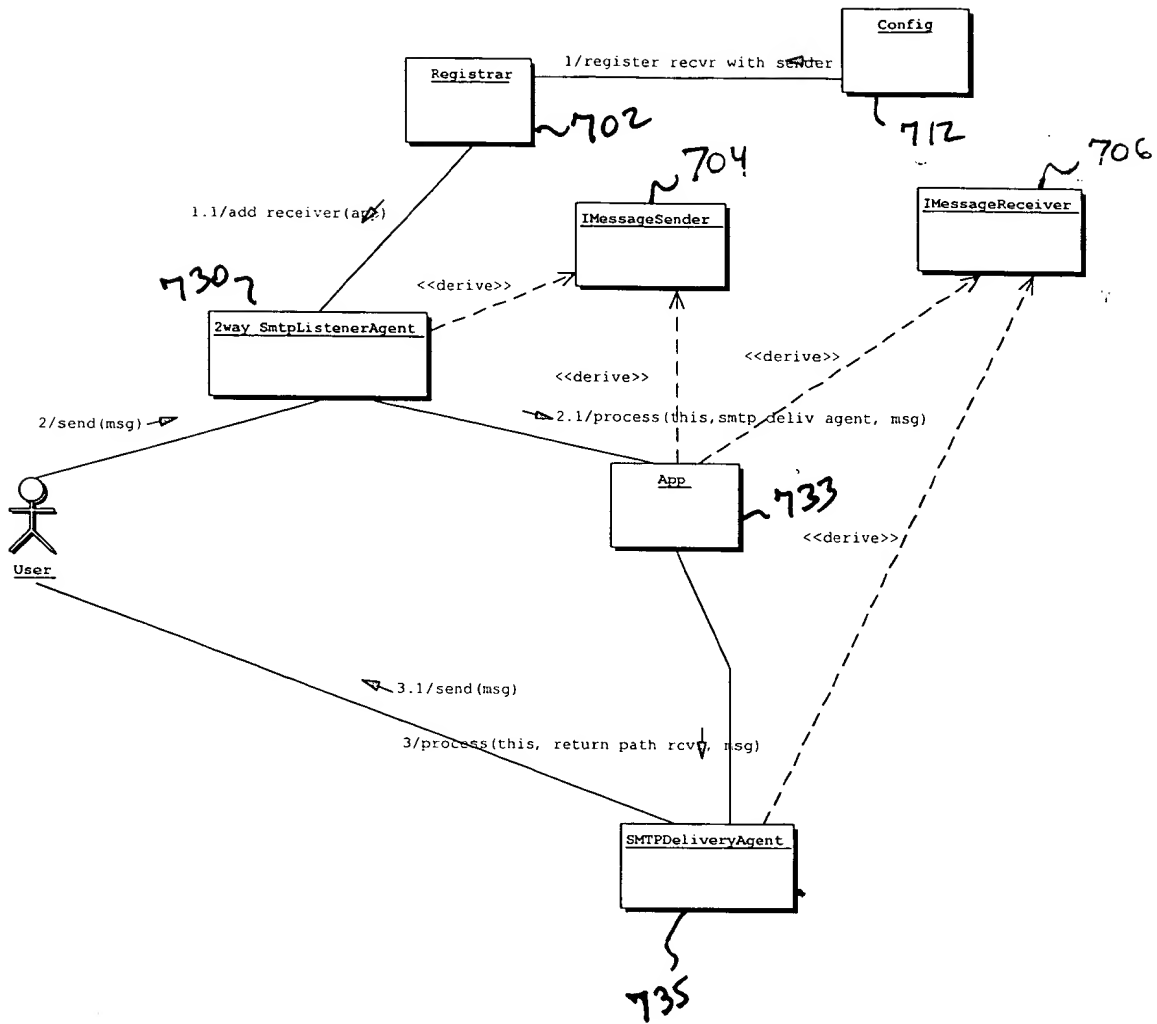 Config
1/register recvr with sender
Registrar
702
712
704
706
1.1/add receiver(app)
IMessageSender
IMessageReceiver
730
<<derive>>
2way SmtpListenerAgent
<<derive>>
<<derive>>
2/send(msg)
2.1/process(this,smtp deliv agent, msg)
App
733
<<derive>>
User
3.1/send(msg)
3/process(this, return path rcvr, msg)
SMTPDeliveryAgent
735